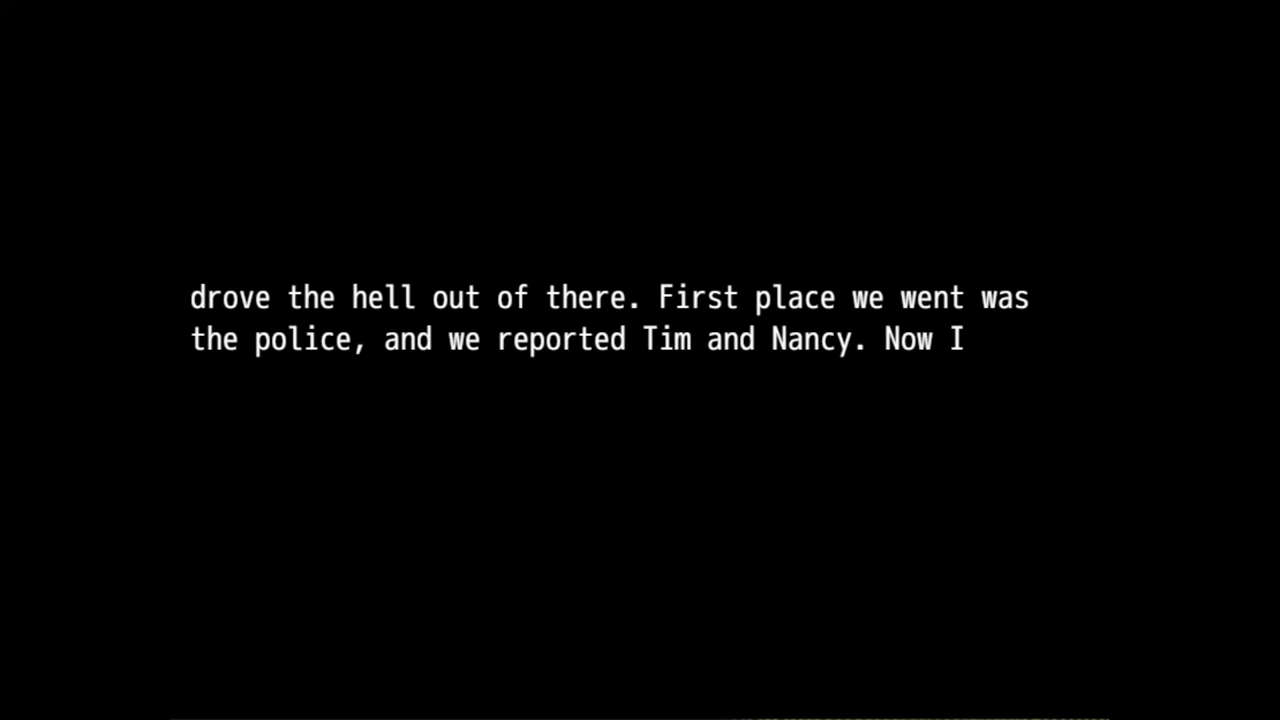 drove the hell out of there. First place we went was
the police, and we reported Tim and Nancy. Now I